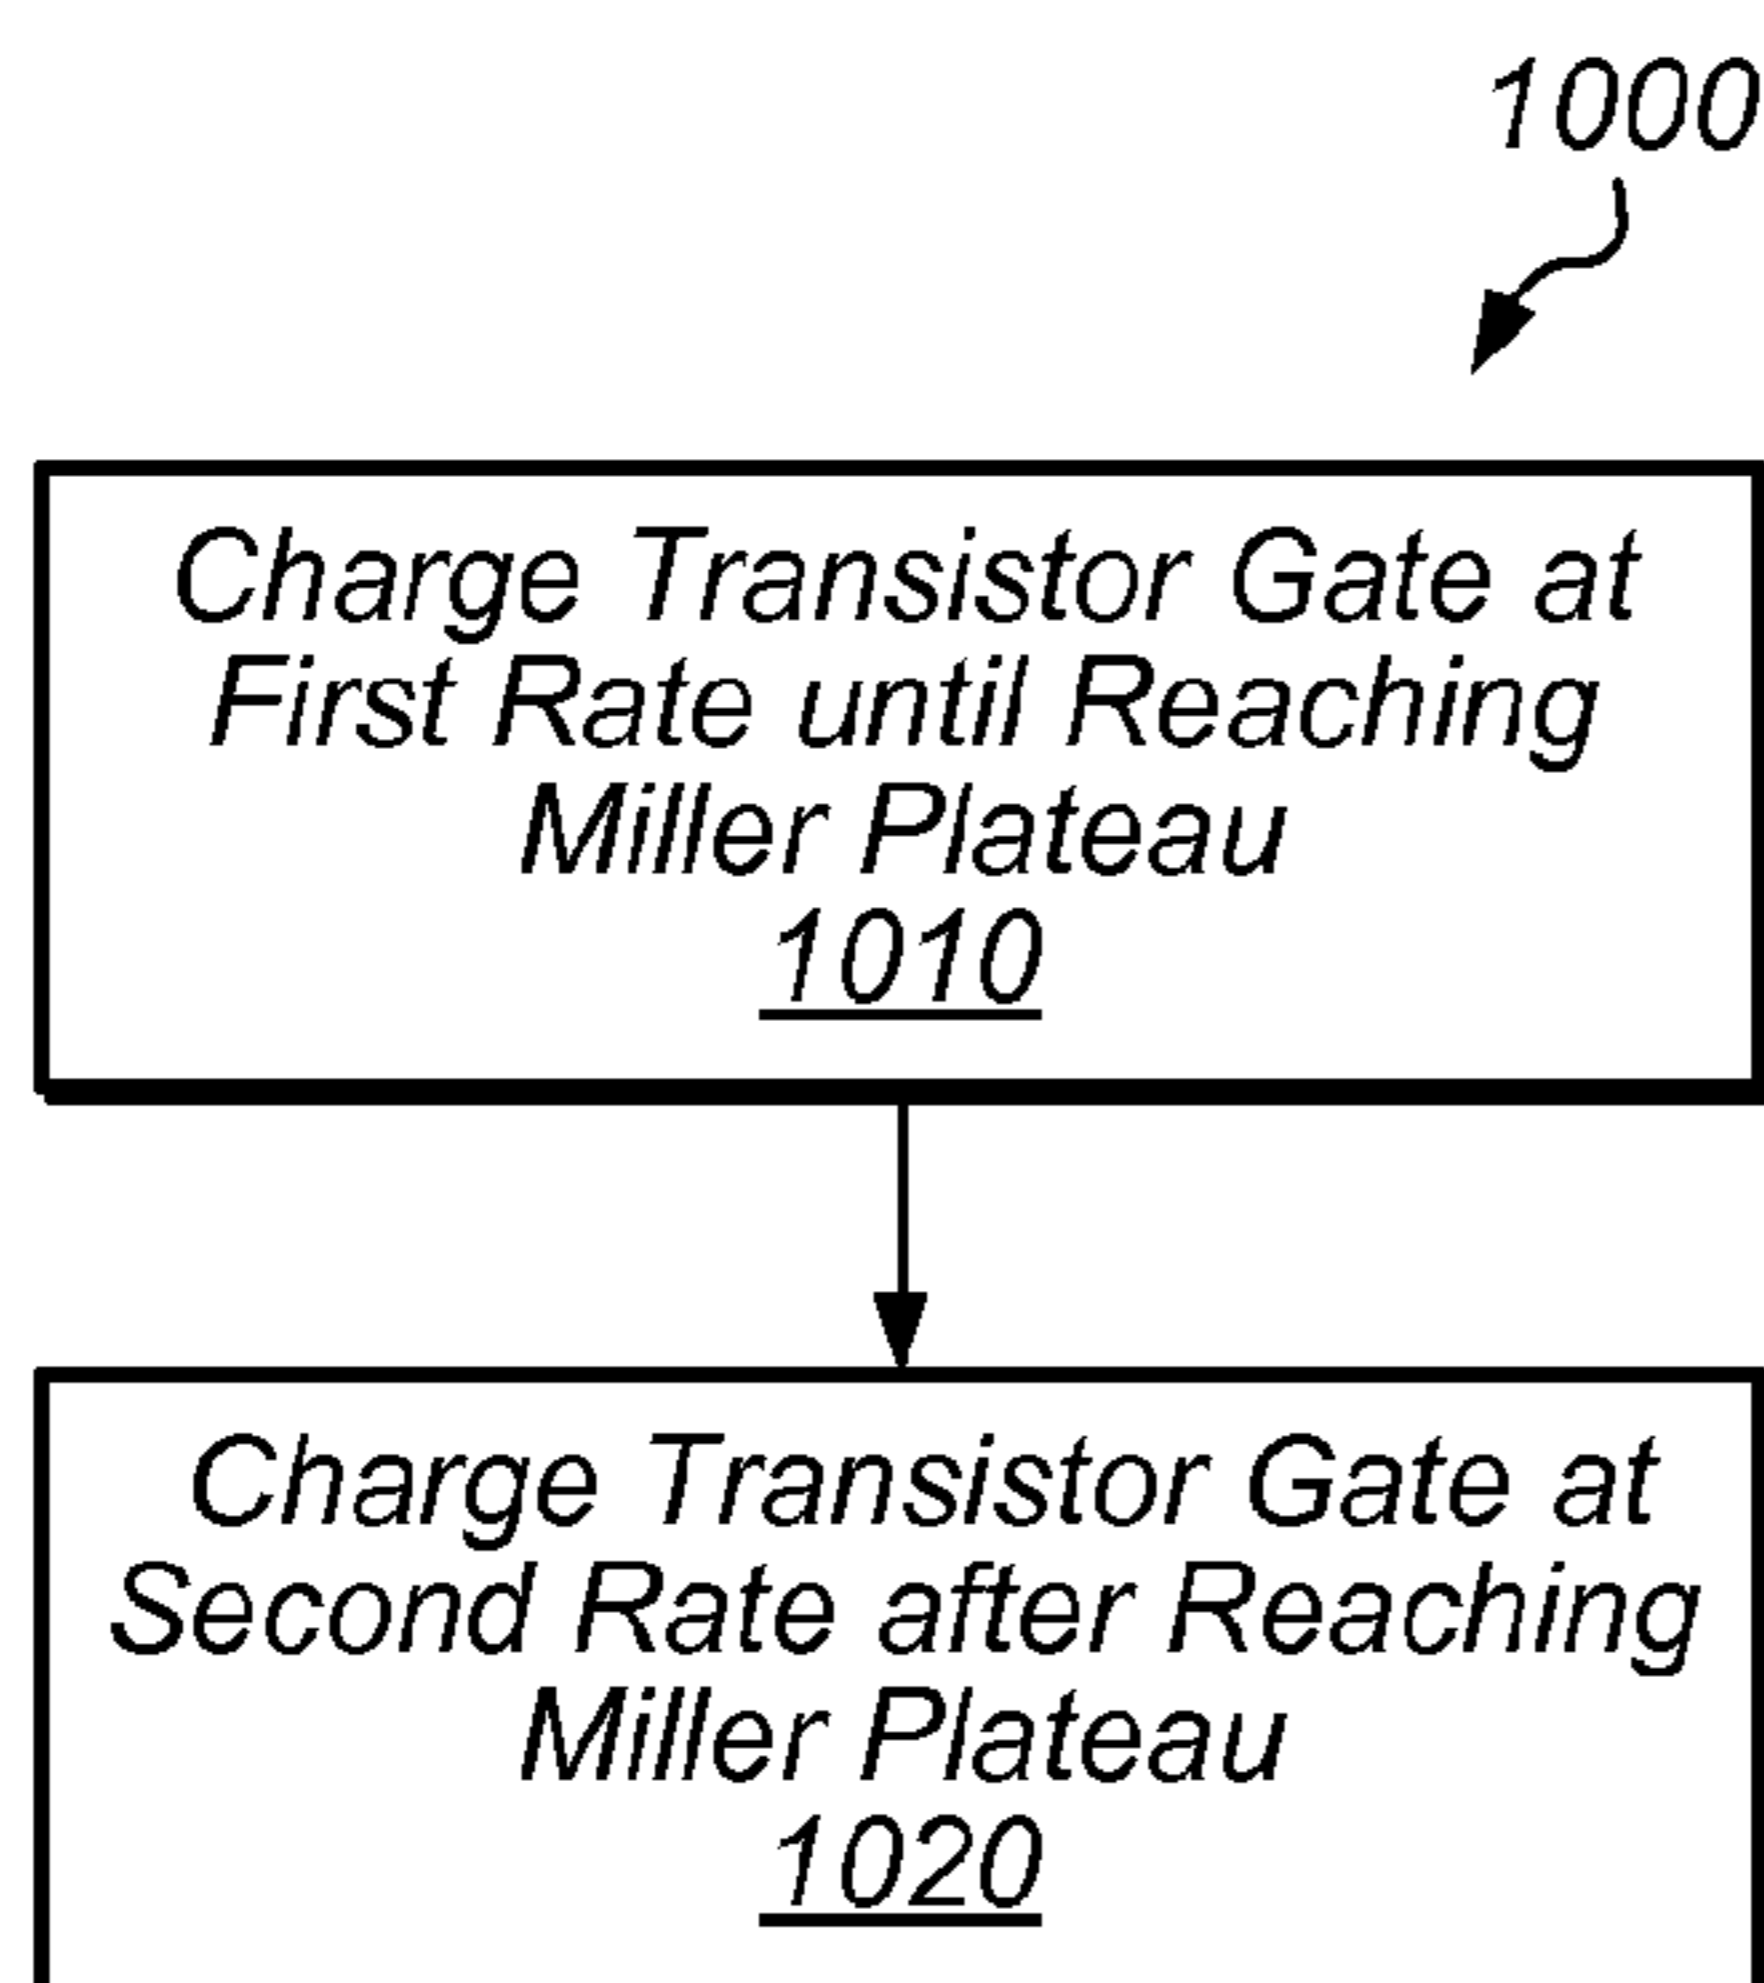 1000
Charge Transistor Gate at
First Rate until Reaching
Miller Plateau
1010
Charge Transistor Gate at
Second Rate after Reaching
Miller Plateau
1020